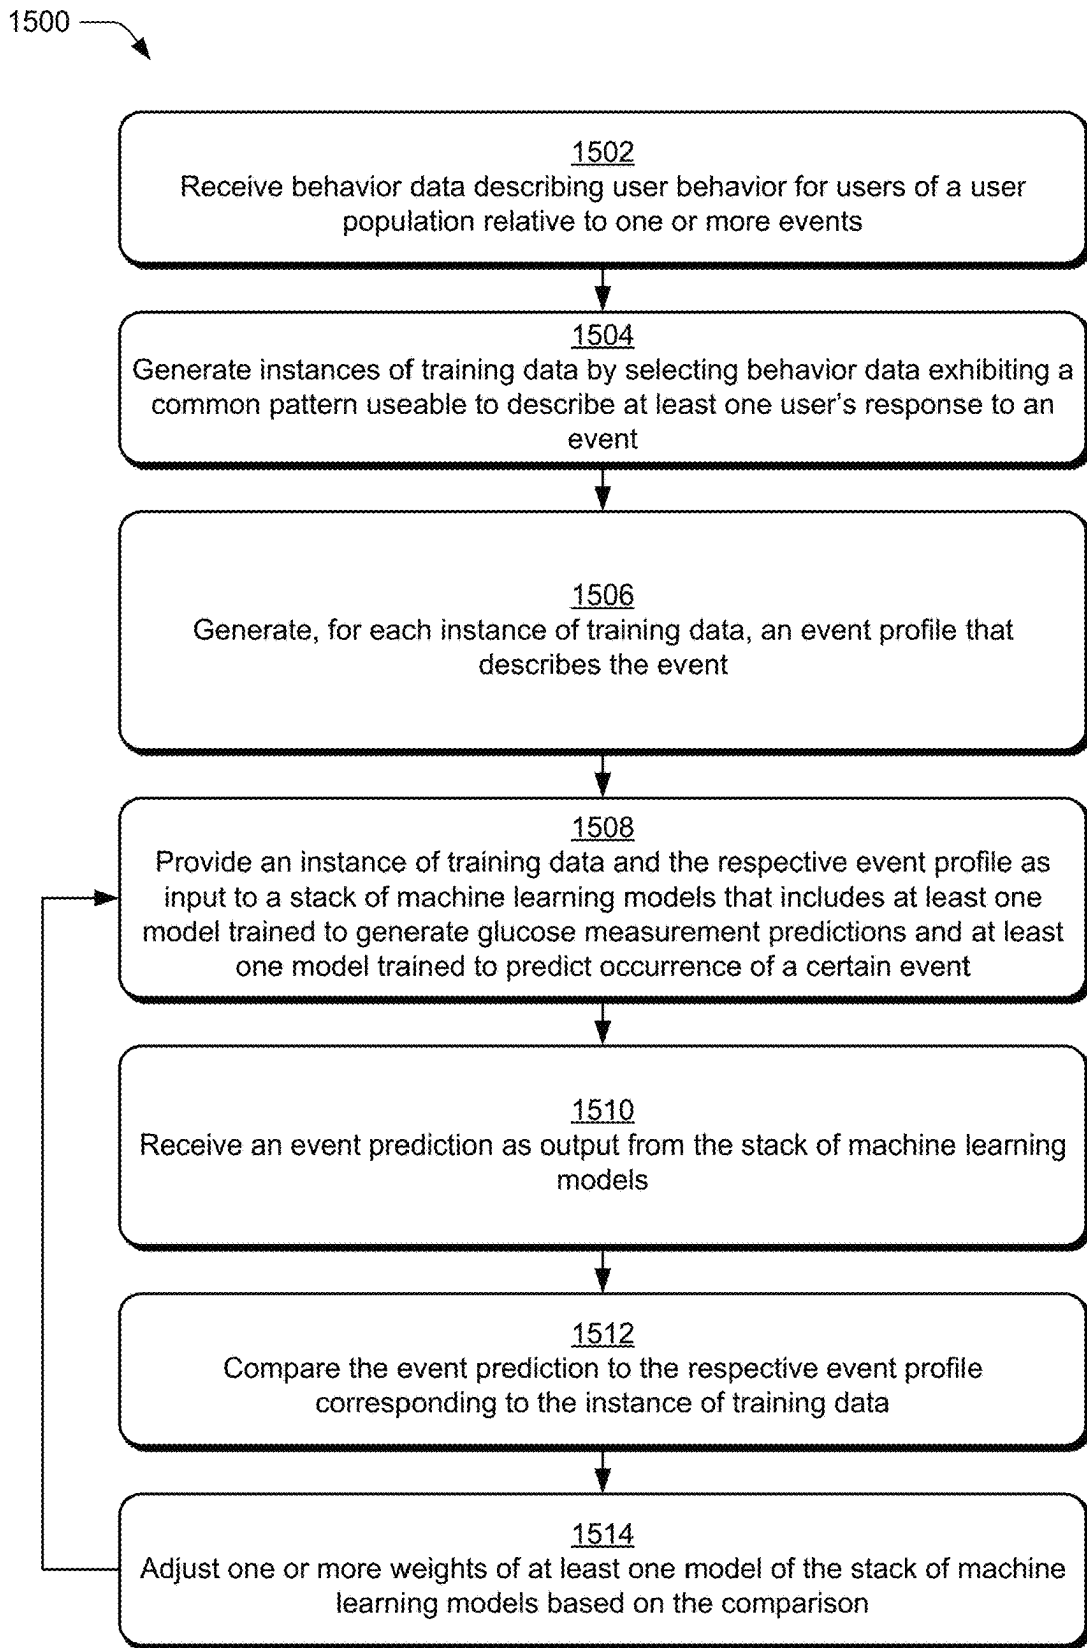 1500
1502
Receive behavior data describing user behavior for users of a user
population relative to one or more events
1504
Generate instances of training data by selecting behavior data exhibiting a
common pattern useable to describe at least one user's response to an
event
1506
Generate, for each instance of training data, an event profile that
describes the event
1508
Provide an instance of training data and the respective event profile as
input to a stack of machine learning models that includes at least one
model trained to generate glucose measurement predictions and at least
one model trained to predict occurrence of a certain event
1510
Receive an event prediction as output from the stack of machine learning
models
1512
Compare the event prediction to the respective event profile
corresponding to the instance of training data
1514
Adjust one or more weights of at least one model of the stack of machine
learning models based on the comparison